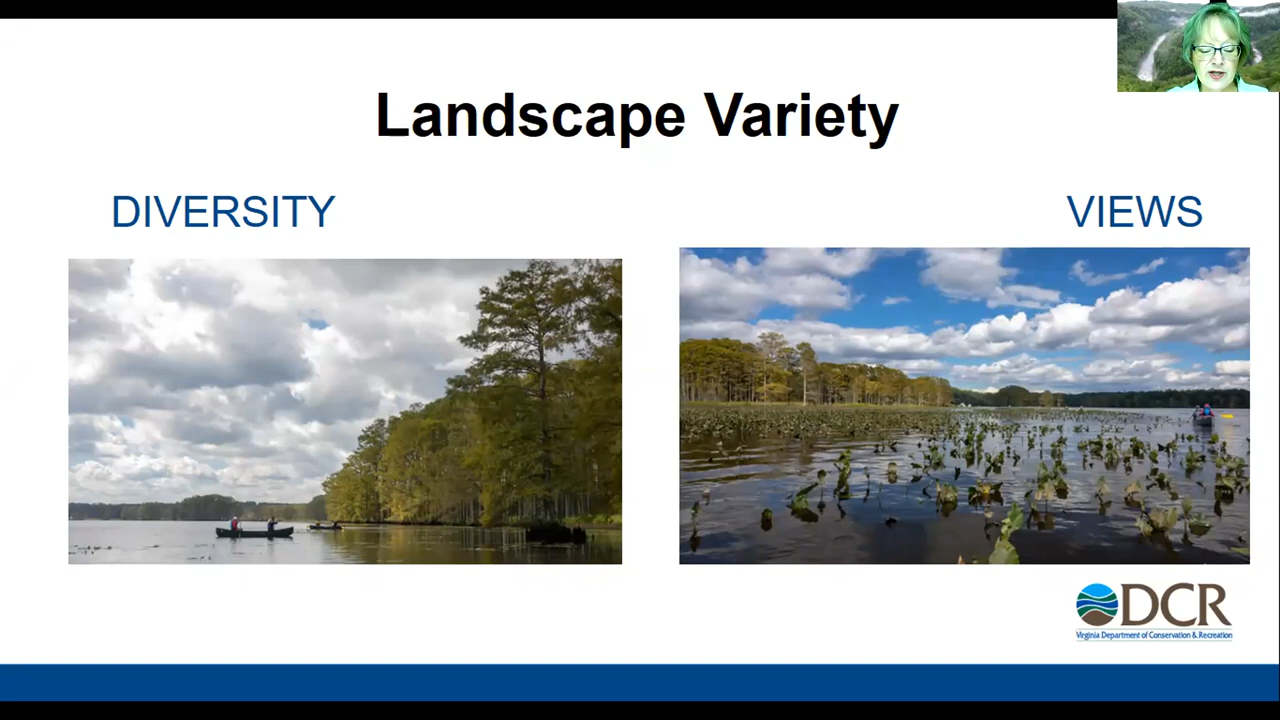 Landscape Variety
DIVERSITY
VIEWS
DCR
Virginia Department of Conservation & Recreation